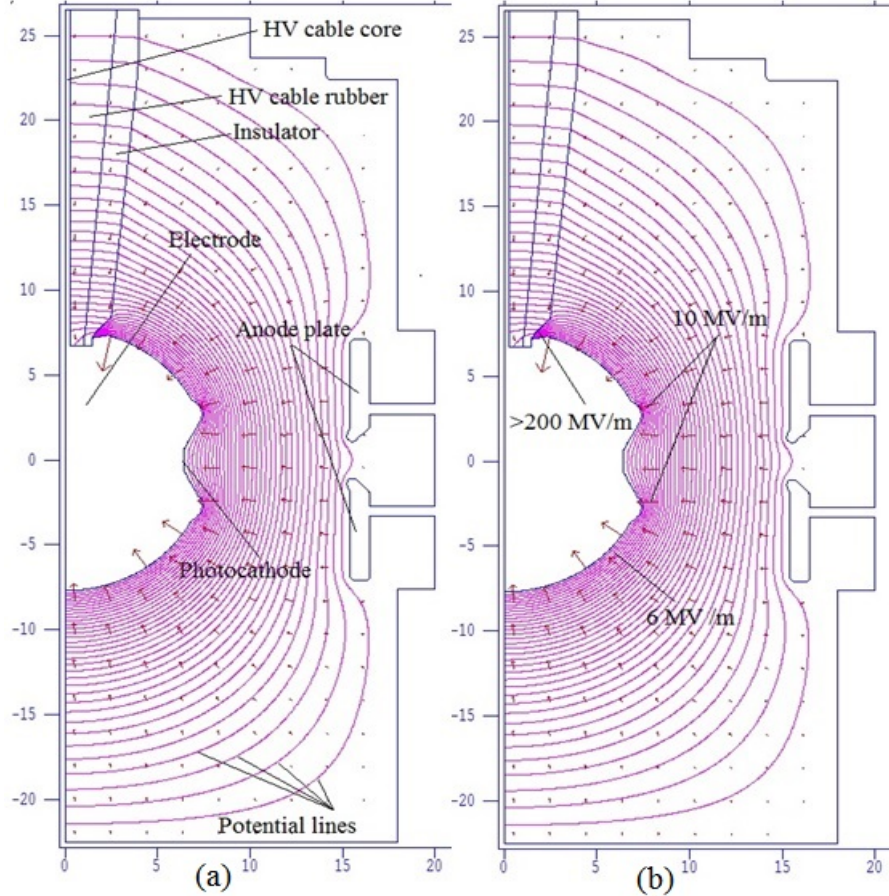 25
20
15
10
5
0
-5
-10
-15
-20
HV cable core
HV cable rubber
Insulator
Electrode
Anode plate
Photocathode
Potential lines
0 5 10 15 20
(a)
25
20
15
10
5
0
-5
-10
-15
-20
10 MV/m
>200 MV/m
6 MV /m
0 5 10 15 20
(b)